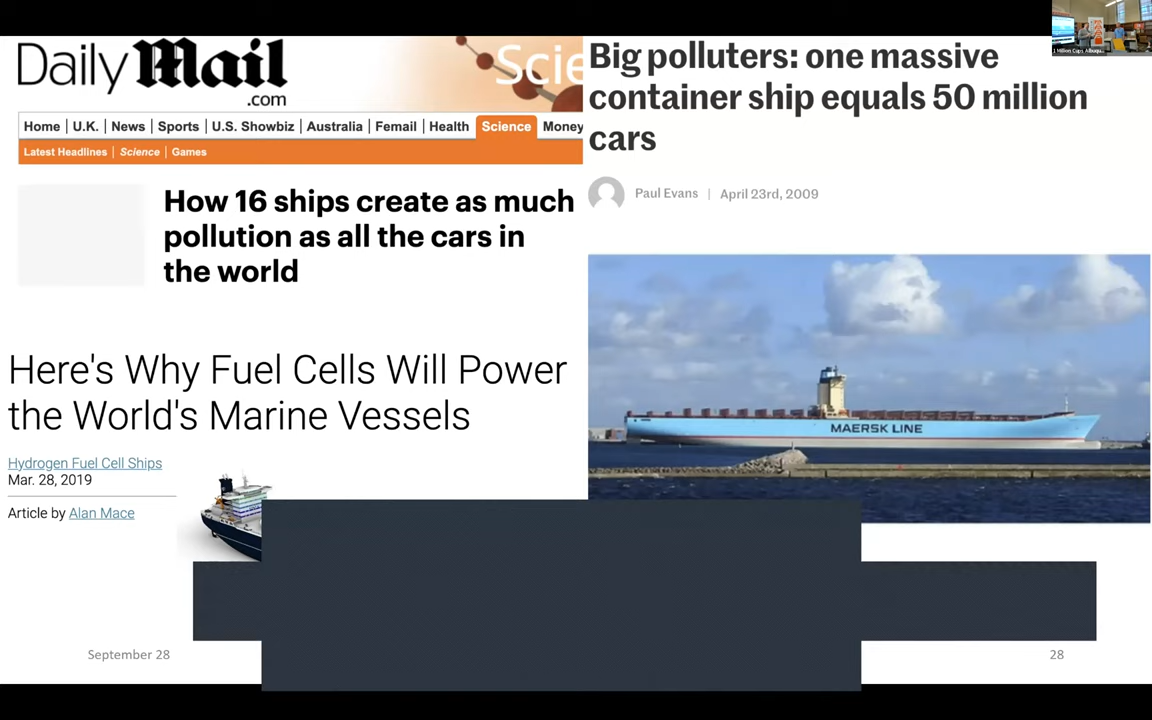 Daily Mail
.com
Scie
Home | U.K. | News | Sports | U.S. Showbiz | Australia | Femail | Health | Science | Money
Latest Headlines | Science | Games
How 16 ships create as much
pollution as all the cars in
the world
Here's Why Fuel Cells Will Power
the World's Marine Vessels
Hydrogen Fuel Cell Ships
Mar. 28, 2019
Article by Alan Mace
Big polluters: one massive
container ship equals 50 million
cars
Paul Evans | April 23rd, 2009
MAERSK LINE
September 28
28